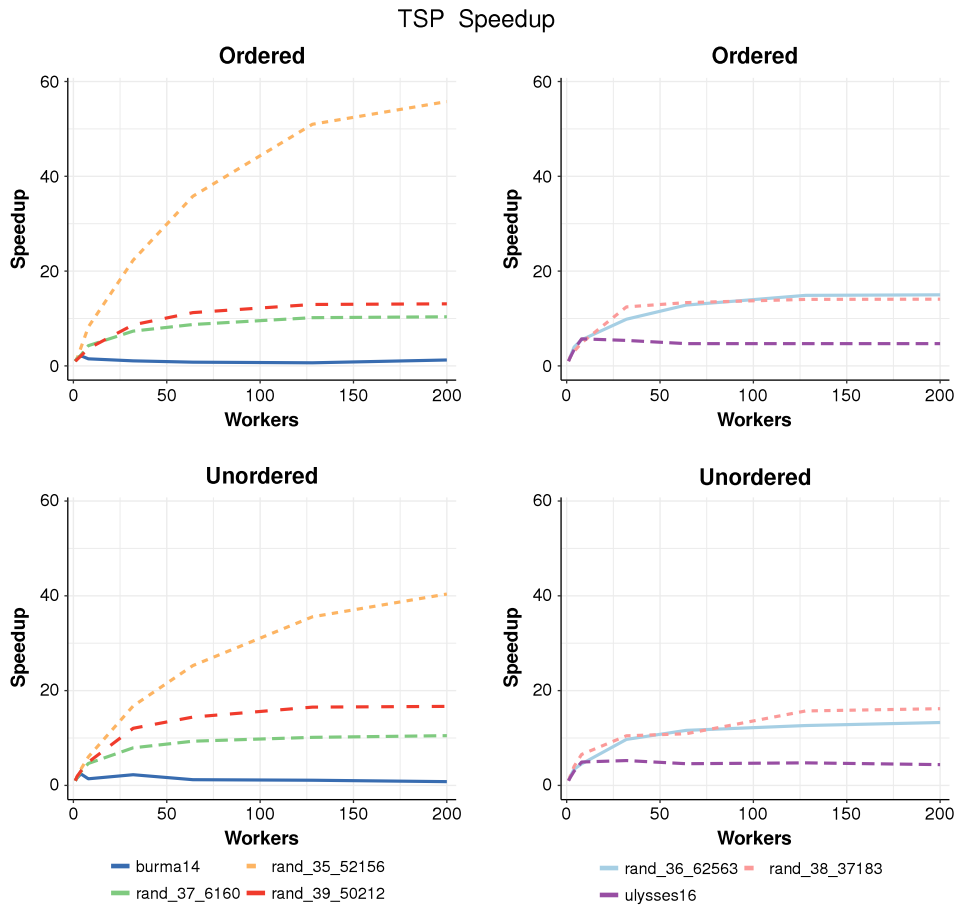 TSP Speedup
Ordered
Ordered
60
40
20
0
Speedup
0 50 100 150 200
Workers
60
40
20
0
Speedup
0 50 100 150 200
Workers
Unordered
Unordered
60
40
20
0
Speedup
0 50 100 150 200
Workers
60
40
20
0
Speedup
0 50 100 150 200
Workers
burma14 rand_35_52156
rand_37_6160 rand_39_50212
rand_36_62563 rand_38_37183
ulysses16